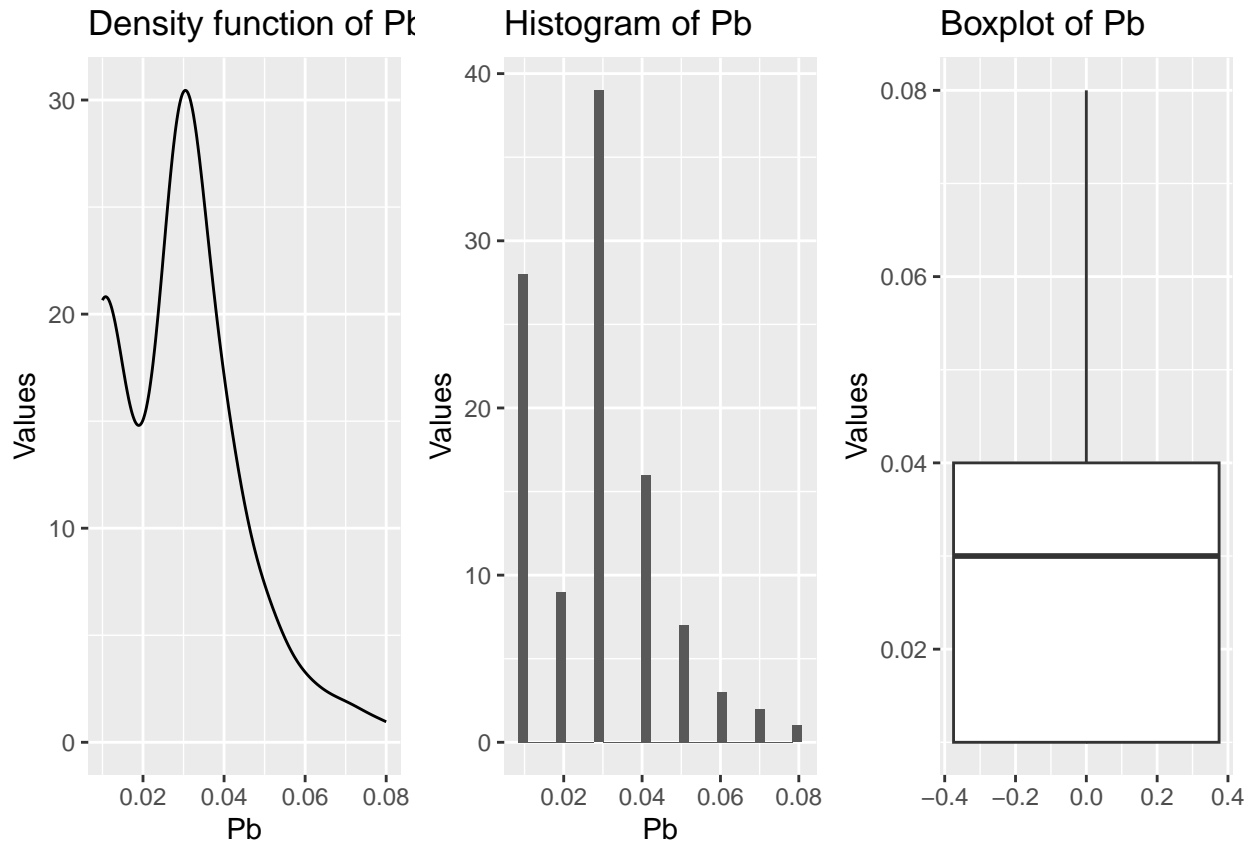 Density function of Pb
Values
30
20
10
0
0.02 0.04 0.06 0.08
Pb
Histogram of Pb
Values
40
30
20
10
0
0.02 0.04 0.06 0.08
Pb
Boxplot of Pb
Values
0.08
0.06
0.04
0.02
−0.4 −0.2 0.0 0.2 0.4